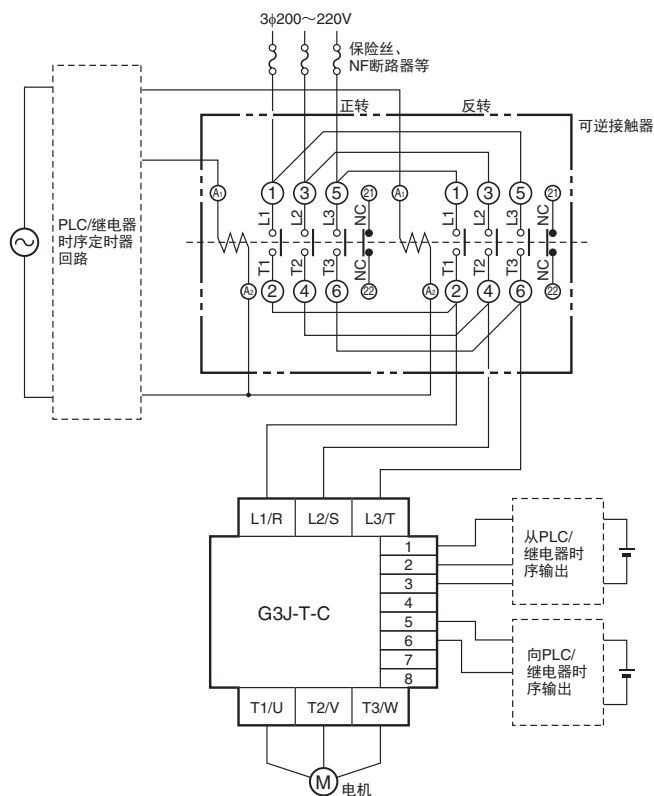 3ϕ200～220V
保险丝、
NF断路器等
正转
反转
可逆接触器
PLC/继电器
时序定时器
回路
A1 1 3 5 21 A1 1 3 5 21
L1 L2 L3 NC L1 L2 L3 NC
T1 T2 T3 NC T1 T2 T3 NC
A2 2 4 6 22 A2 2 4 6 22
L1/R L2/S L3/T
1
2
3
4
5
6
7
8
G3J-T-C
从PLC/
继电器时
序输出
向PLC/
继电器时
序输出
T1/U T2/V T3/W
M 电机